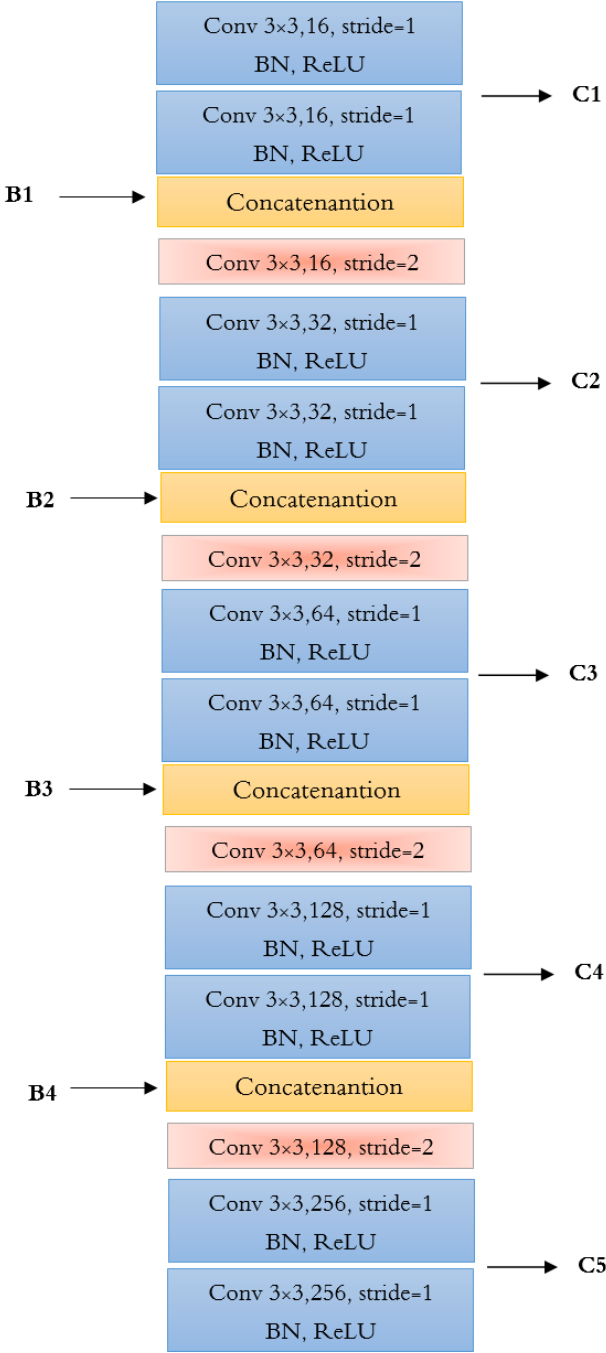 Conv 3×3,16, stride=1
BN, ReLU
C1
Conv 3×3,16, stride=1
BN, ReLU
B1
Concatenantion
Conv 3×3,16, stride=2
Conv 3×3,32, stride=1
BN, ReLU
C2
Conv 3×3,32, stride=1
BN, ReLU
B2
Concatenantion
Conv 3×3,32, stride=2
Conv 3×3,64, stride=1
BN, ReLU
C3
Conv 3×3,64, stride=1
BN, ReLU
B3
Concatenantion
Conv 3×3,64, stride=2
Conv 3×3,128, stride=1
BN, ReLU
C4
Conv 3×3,128, stride=1
BN, ReLU
B4
Concatenantion
Conv 3×3,128, stride=2
Conv 3×3,256, stride=1
BN, ReLU
C5
Conv 3×3,256, stride=1
BN, ReLU